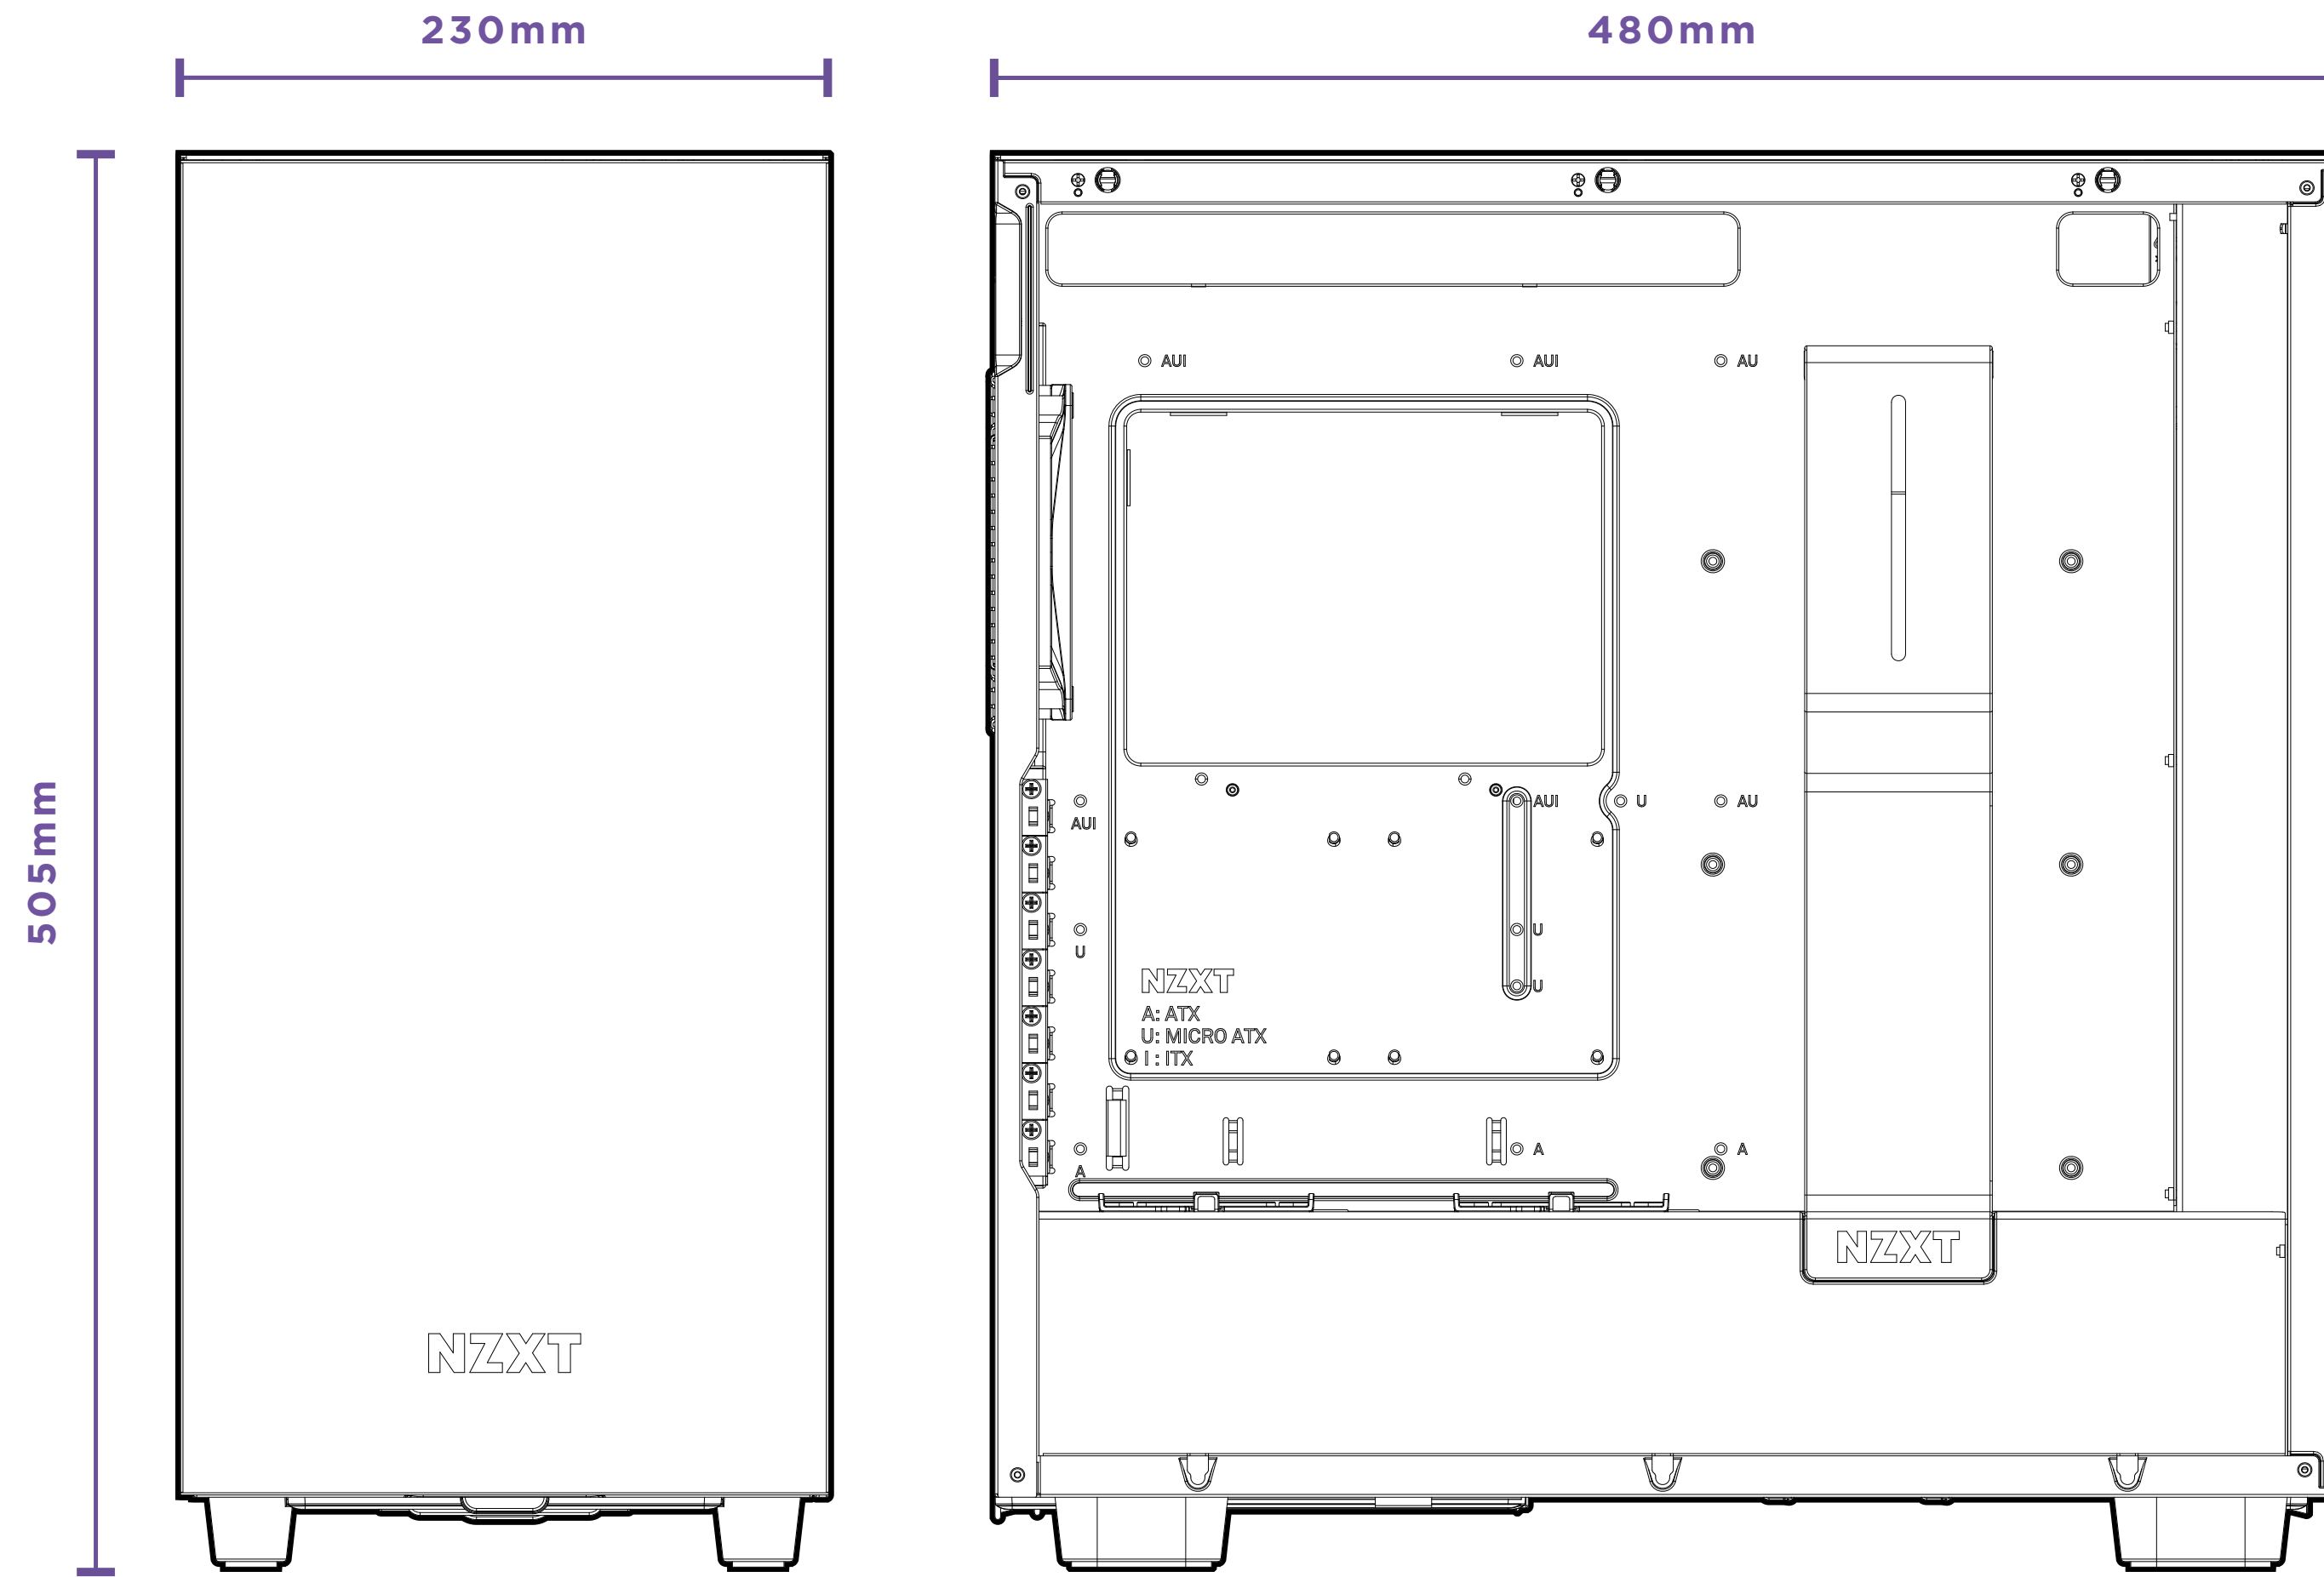 230mm
480mm
505mm
AUI
AUI
AU
AUI
AUI
U
AU
U
U
U
NZXT
A: ATX
U: MICRO ATX
I : ITX
A
A
A
NZXT
NZXT